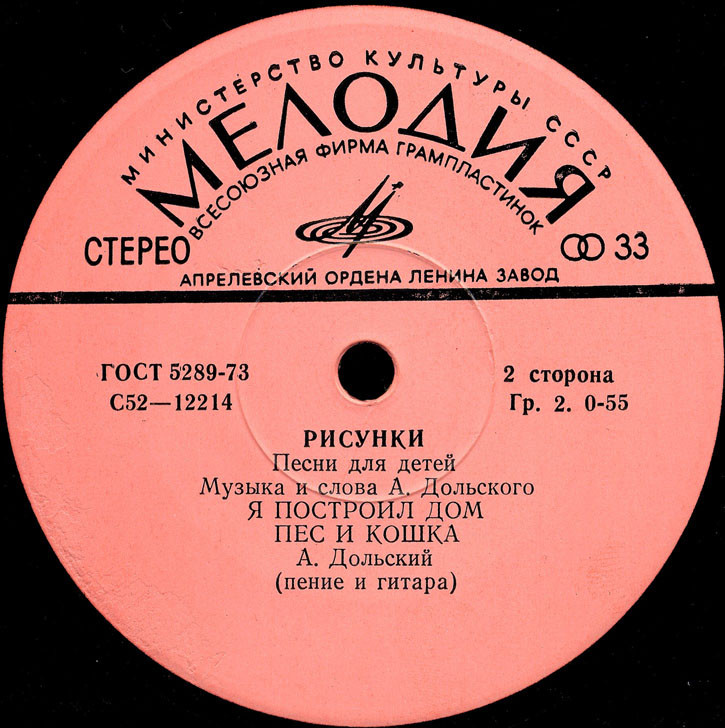 МИНИСТЕРСТВО КУЛЬТУРЫ СССР
МЕЛОДИЯ
ВСЕСОЮЗНАЯ ФИРМА ГРАМПЛАСТИНОК
СТЕРЕО
33
АПРЕЛЕВСКИЙ ОРДЕНА ЛЕНИНА ЗАВОД
ГОСТ 5289-73
2 сторона
С52—12214
Гр. 2. 0-55
РИСУНКИ
Песни для детей
Музыка и слова А. Дольского
Я ПОСТРОИЛ ДОМ
ПЕС И КОШКА
А. Дольский
(пение и гитара)